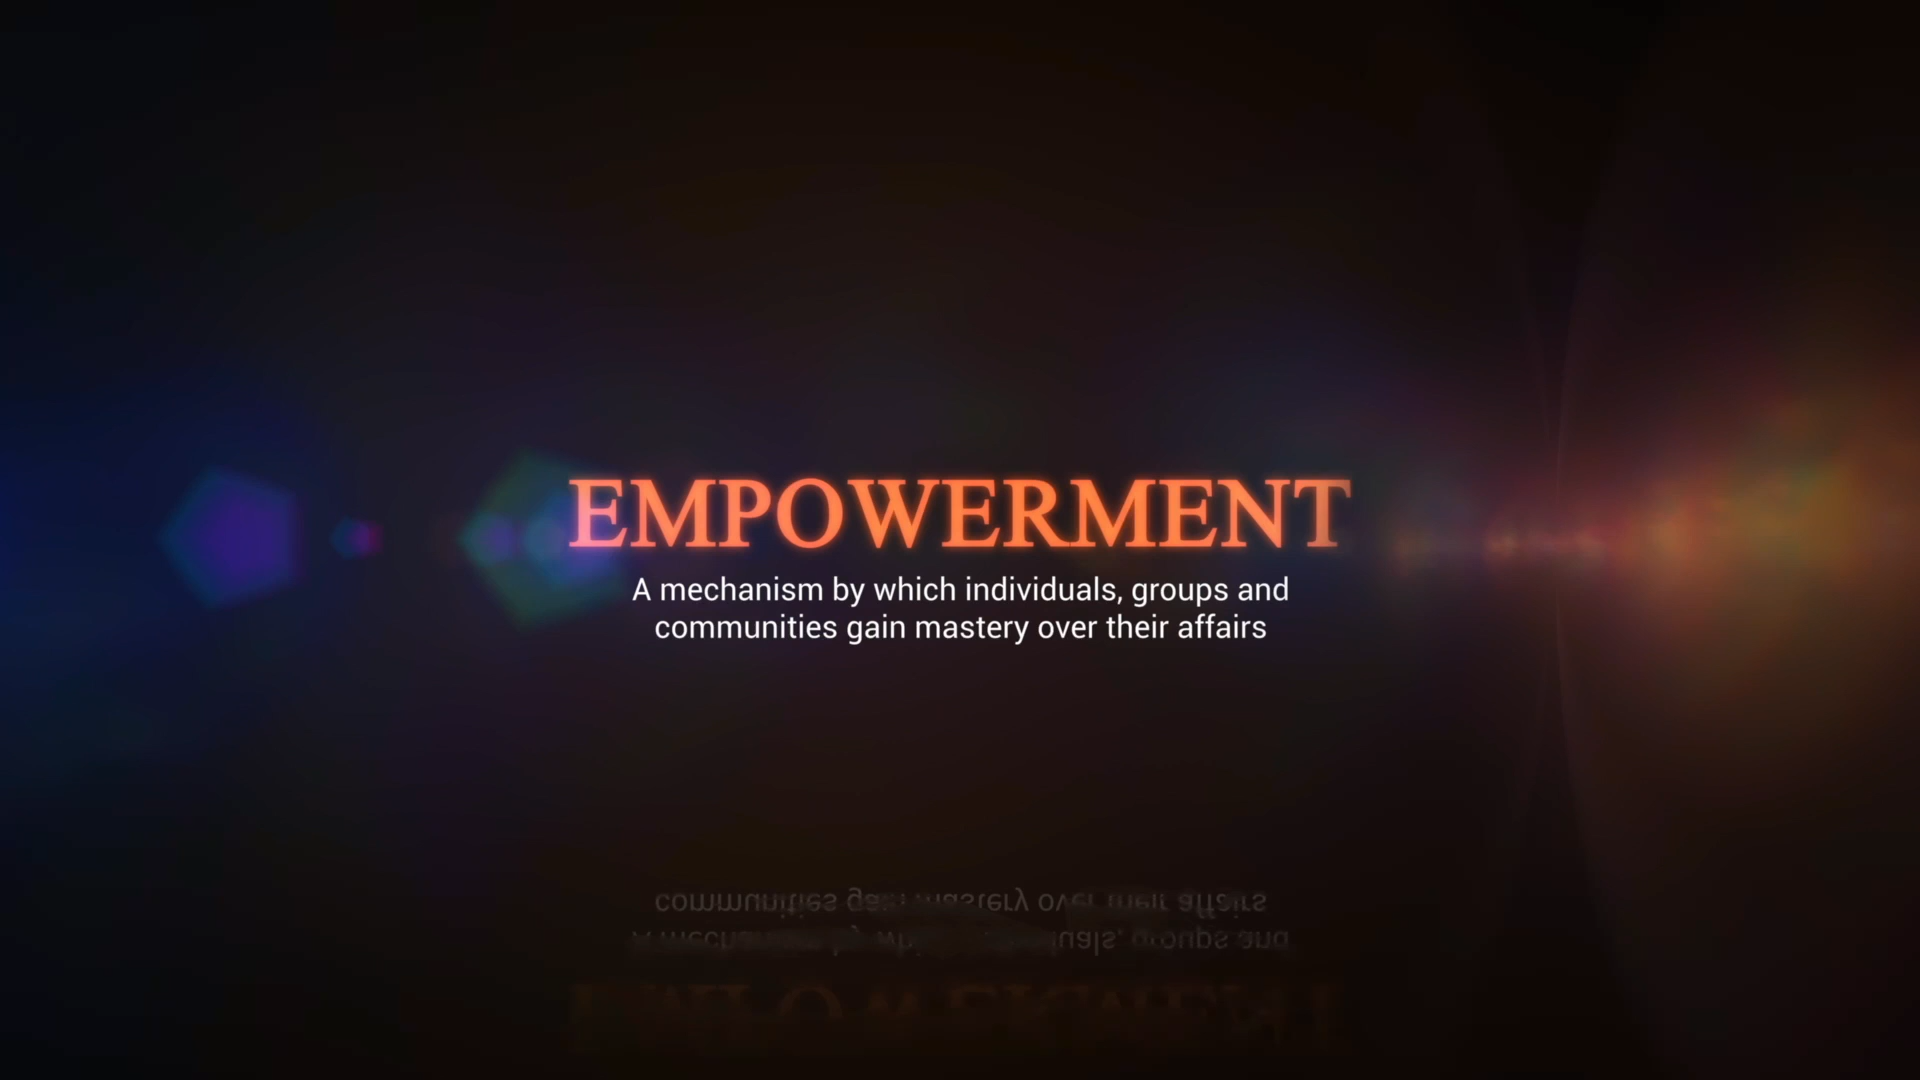 EMPOWERMENT
A mechanism by which individuals, groups and
communities gain mastery over their affairs